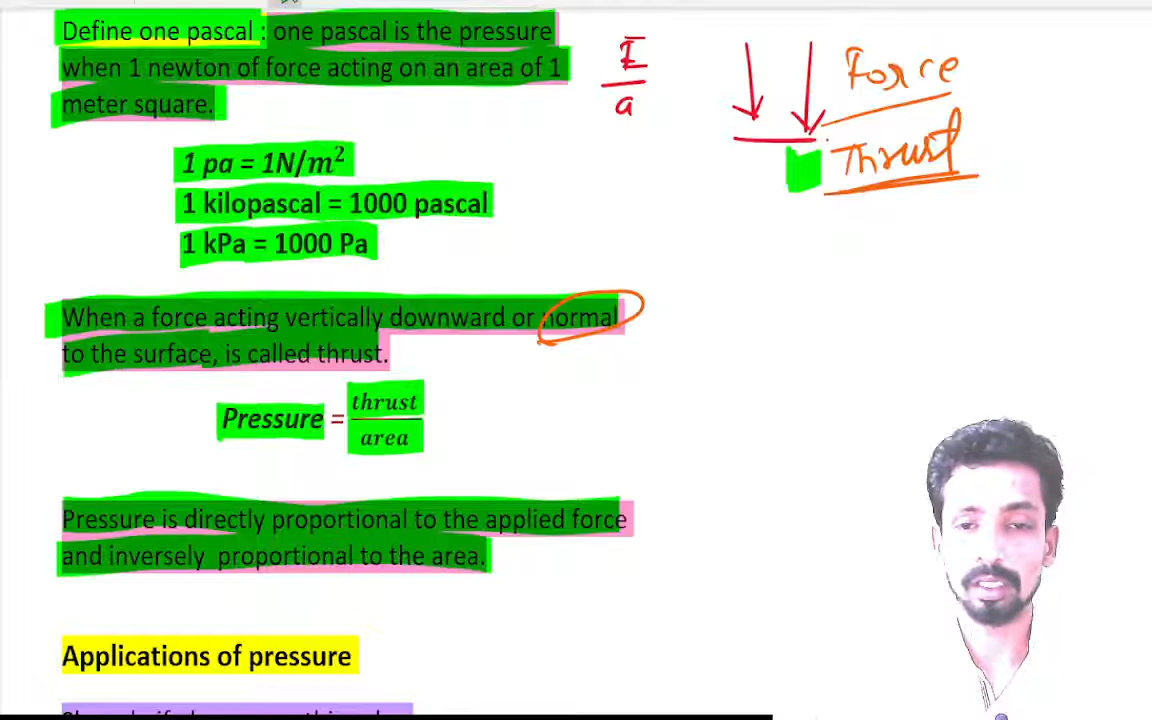 Define one pascal : one pascal is the pressure
when 1 newton of force acting on an area of 1
meter square.
F
a
Force
Thrust
1 pa = 1N/m²
1 kilopascal = 1000 pascal
1 kPa = 1000 Pa
When a force acting vertically downward or normal
to the surface, is called thrust.
Pressure = thrust
area
Pressure is directly proportional to the applied force
and inversely proportional to the area.
Applications of pressure